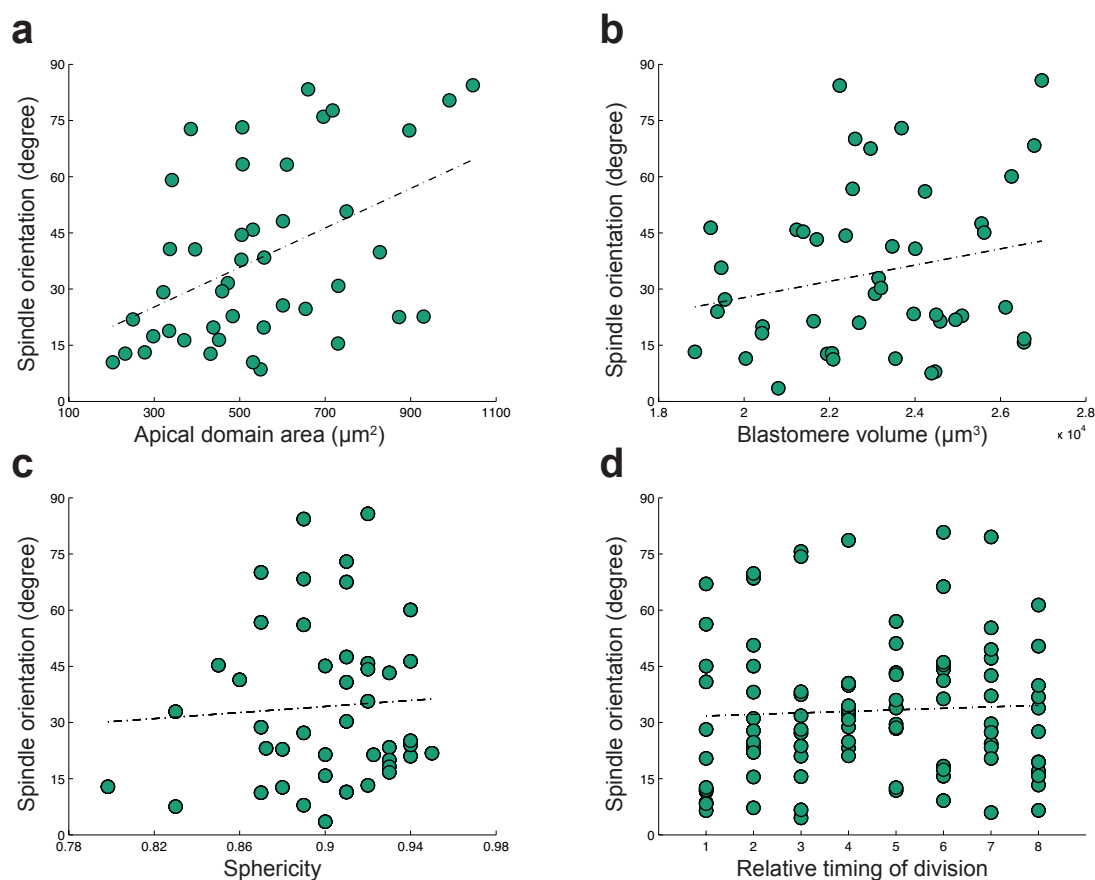 a
90
75
60
45
30
15
0
Spindle orientation (degree)
100 300 500 700 900 1100
Apical domain area (µm²)
b
90
75
60
45
30
15
0
Spindle orientation (degree)
1.8 2 2.2 2.4 2.6 2.8
Blastomere volume (µm³)
x 10⁴
c
90
75
60
45
30
15
0
Spindle orientation (degree)
0.78 0.82 0.86 0.9 0.94 0.98
Sphericity
d
90
75
60
45
30
15
0
Spindle orientation (degree)
1 2 3 4 5 6 7 8
Relative timing of division